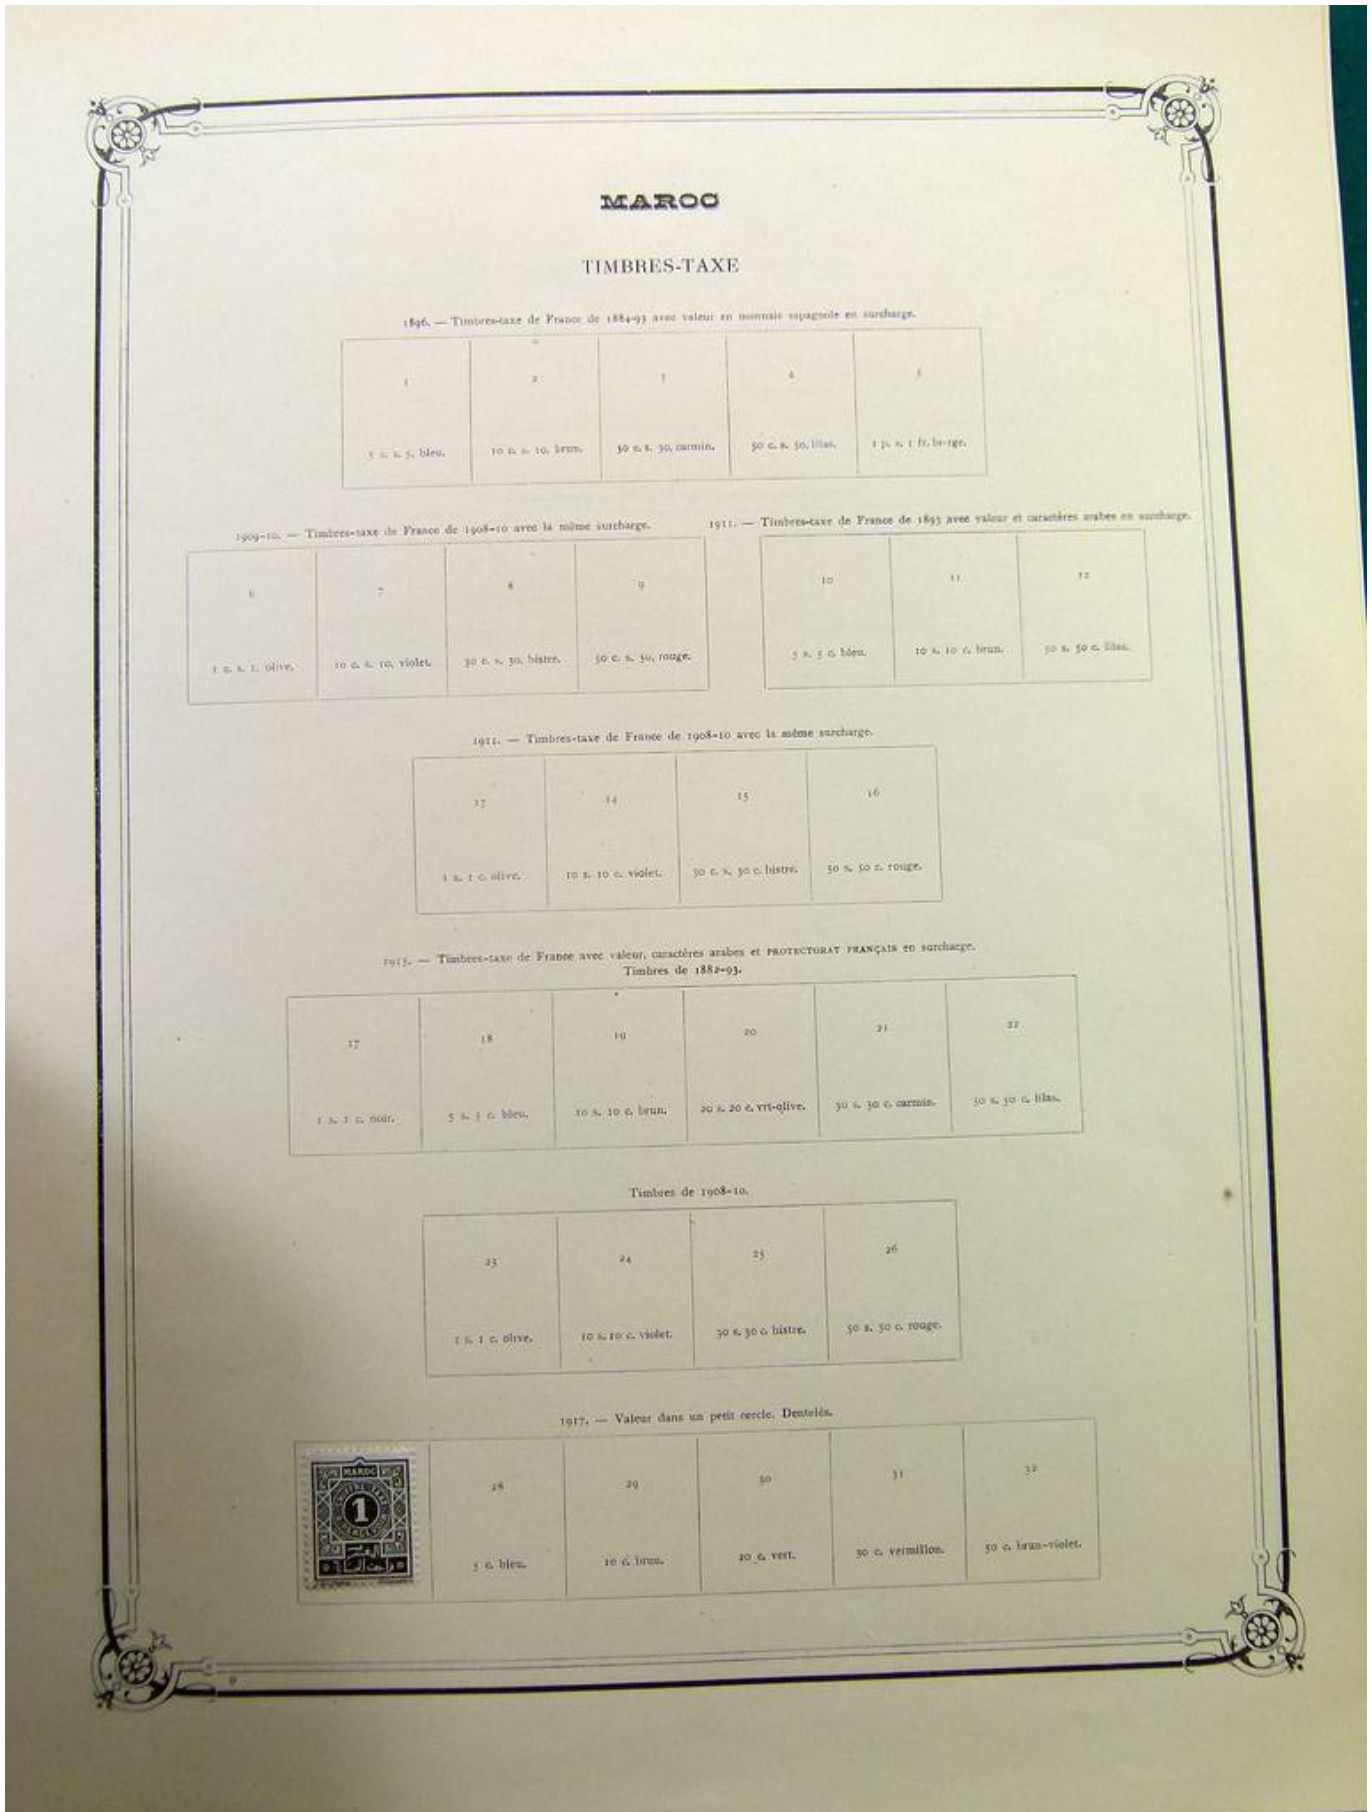 MAROC
TIMBRES-TAXE
1896. — Timbres-taxe de France de 1884-93 avec valeur en monnaie espagnole en surcharge.
1 2 3 4 5
5 c. s. 5, bleu. 10 c. s. 10, brun. 30 c. s. 30, carmin. 50 c. s. 50, lilas. 1 p. s. 1 fr. br-rge.
1909-10. — Timbres-taxe de France de 1908-10 avec la même surcharge.
6 7 8 9
1 c. s. 1, olive. 10 c. s. 10, violet. 30 c. s. 30, bistre. 50 c. s. 50, rouge.
1911. — Timbres-taxe de France de 1893 avec valeur et caractères arabes en surcharge.
10 11 12
5 s. 5 c. bleu. 10 s. 10 c. brun. 50 s. 50 c. lilas.
1911. — Timbres-taxe de France de 1908-10 avec la même surcharge.
14 15 16
1 s. 1 c. olive. 10 s. 10 c. violet. 30 c. s. 30 c. bistre. 50 s. 50 c. rouge.
1915. — Timbres-taxe de France avec valeur, caractères arabes et PROTECTORAT FRANÇAIS en surcharge.
Timbres de 1882-93.
17 18 19 20 21 22
1 s. 1 c. noir. 5 s. 5 c. bleu. 10 s. 10 c. brun. 20 s. 20 c. vrt-olive. 30 s. 30 c. carmin. 50 s. 50 c. lilas.
Timbres de 1908-10.
23 24 25 26
1 s. 1 c. olive. 10 s. 10 c. violet. 30 s. 30 c. bistre. 50 s. 50 c. rouge.
1917. — Valeur dans un petit cercle. Dentelés.
MAROC
CHIFFRE-TAXE
1
A PERCEVOIR
28 29 30 31 32
5 c. bleu. 10 c. brun. 20 c. vert. 30 c. vermillon. 50 c. brun-violet.